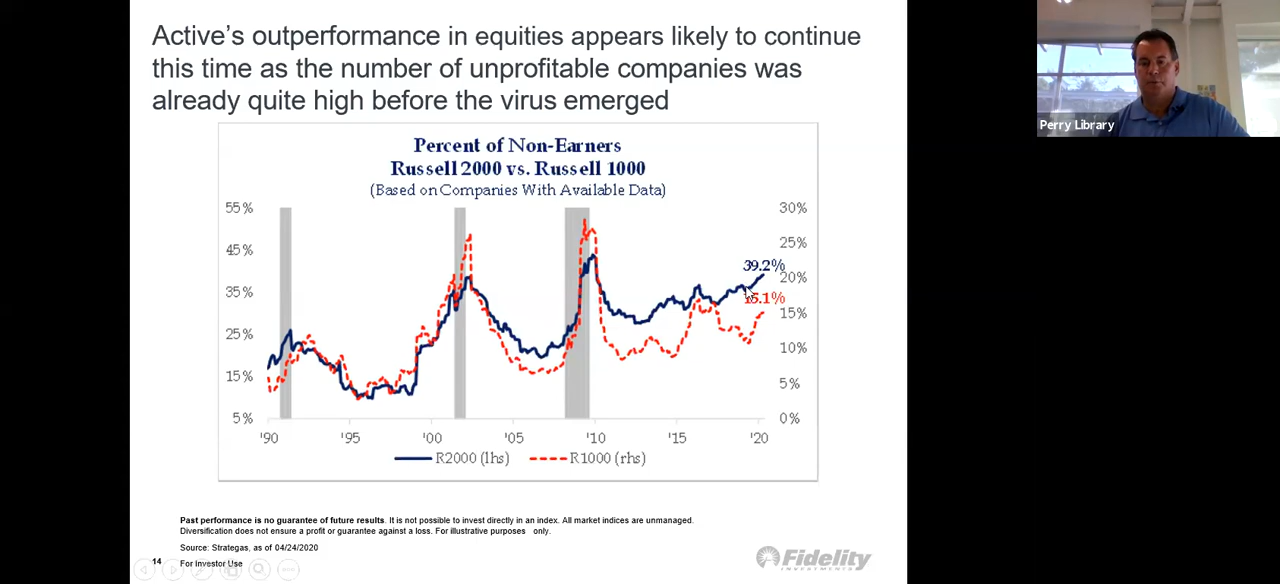 Active's outperformance in equities appears likely to continue
this time as the number of unprofitable companies was
already quite high before the virus emerged
Perry Library
Percent of Non-Earners
Russell 2000 vs. Russell 1000
(Based on Companies With Available Data)
55%
45%
35%
25%
15%
5%
30%
25%
20%
15%
10%
5%
0%
39.2%
15.1%
'90
'95
'00
'05
'10
'15
'20
R2000 (lhs)
R1000 (rhs)
Past performance is no guarantee of future results. It is not possible to invest directly in an index. All market indices are unmanaged.
Diversification does not ensure a profit or guarantee against a loss. For illustrative purposes only.
Source: Strategas, as of 04/24/2020
14
For Investor Use
Fidelity
INVESTMENTS